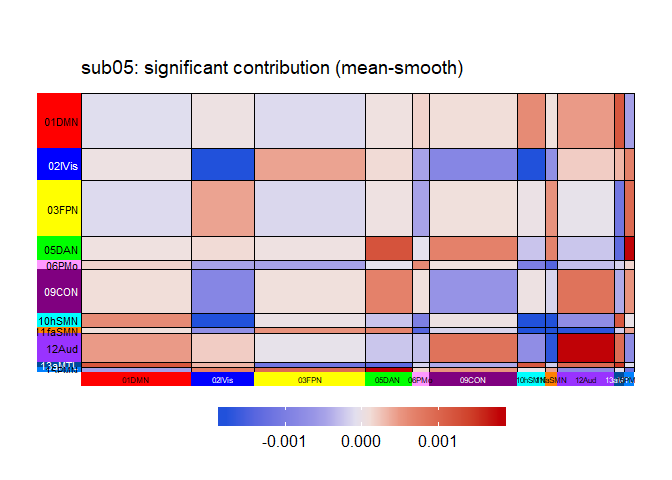 sub05: significant contribution (mean-smooth)
01DMN
02lVis
03FPN
05DAN
06PMo
09CON
10hSMN
12Aud
01DMN 02lVis 03FPN 05DAN 06PMo 09CON 10hSMN 12Aud
-0.001 0.000 0.001